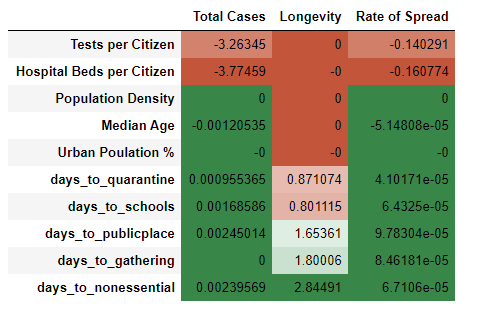 Total Cases Longevity Rate of Spread
Tests per Citizen -3.26345 0 -0.140291
Hospital Beds per Citizen -3.77459 -0 -0.160774
Population Density 0 0 0
Median Age -0.00120535 0 -5.14808e-05
Urban Poulation % -0 -0 -0
days_to_quarantine 0.000955365 0.871074 4.10171e-05
days_to_schools 0.00168586 0.801115 6.4325e-05
days_to_publicplace 0.00245014 1.65361 9.78304e-05
days_to_gathering 0 1.80006 8.46181e-05
days_to_nonessential 0.00239569 2.84491 6.7106e-05